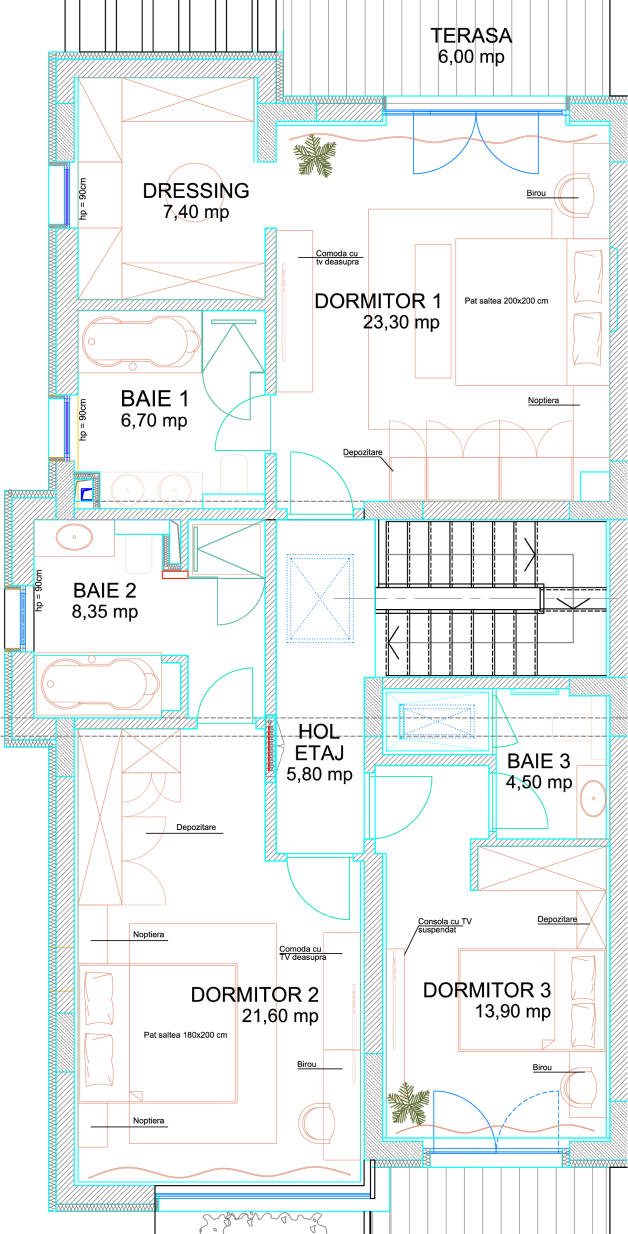 TERASA
6,00 mp
DRESSING
7,40 mp
hp = 90cm
Birou
Comoda cu
tv deasupra
DORMITOR 1
23,30 mp
Pat saltea 200x200 cm
BAIE 1
6,70 mp
hp = 90cm
Noptiera
Depozitare
BAIE 2
8,35 mp
hp = 90cm
HOL
ETAJ
5,80 mp
BAIE 3
4,50 mp
Depozitare
Noptiera
Comoda cu
TV deasupra
Consola cu TV
suspendat
Depozitare
DORMITOR 2
21,60 mp
DORMITOR 3
13,90 mp
Pat saltea 180x200 cm
Birou
Birou
Noptiera